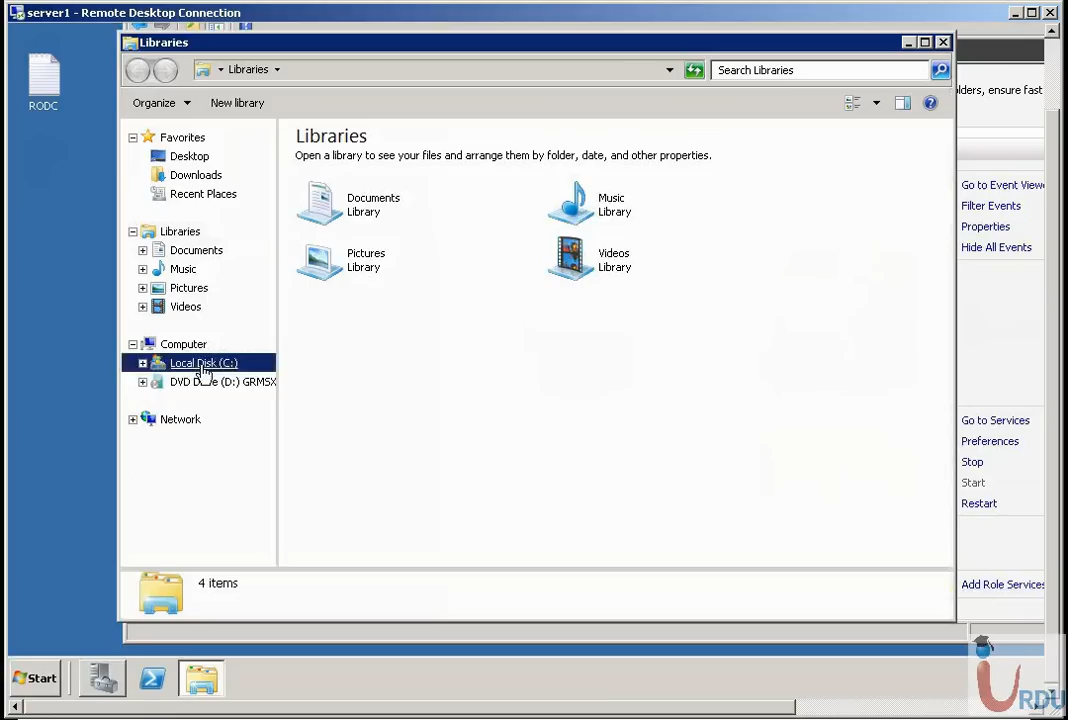 server1 - Remote Desktop Connection
Libraries
Libraries
Search Libraries
Organize
New library
Favorites
Desktop
Downloads
Recent Places
Libraries
Documents
Music
Pictures
Videos
Computer
Local Disk (C:)
DVD Drive (D:) GRMSX
Network
Libraries
Open a library to see your files and arrange them by folder, date, and other properties.
Documents
Library
Music
Library
Pictures
Library
Videos
Library
4 items
RODC
olders, ensure fast
Go to Event Viewe
Filter Events
Properties
Hide All Events
Go to Services
Preferences
Stop
Start
Restart
Add Role Services
Start
URDU